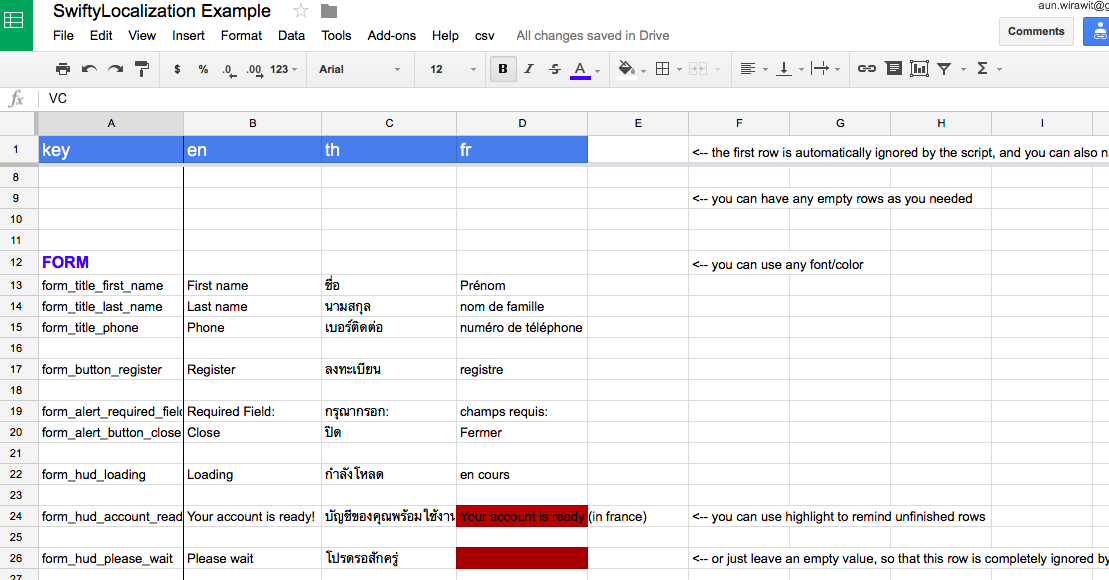 SwiftyLocalization Example
aun.wirawit@g
File Edit View Insert Format Data Tools Add-ons Help csv All changes saved in Drive
Comments
$ % .0 .00 123 Arial 12 B I S A Σ
fx VC
A B C D E F G H I
1 key en th fr <-- the first row is automatically ignored by the script, and you can also n
8
9 <-- you can have any empty rows as you needed
10
11
12 FORM <-- you can use any font/color
13 form_title_first_name First name ชื่อ Prénom
14 form_title_last_name Last name นามสกุล nom de famille
15 form_title_phone Phone เบอร์ติดต่อ numéro de téléphone
16
17 form_button_register Register ลงทะเบียน registre
18
19 form_alert_required_field Required Field: กรุณากรอก: champs requis:
20 form_alert_button_close Close ปิด Fermer
21
22 form_hud_loading Loading กำลังโหลด en cours
23
24 form_hud_account_read Your account is ready! บัญชีของคุณพร้อมใช้งาน Your account is ready (in france) <-- you can use highlight to remind unfinished rows
25
26 form_hud_please_wait Please wait โปรดรอสักครู่ <-- or just leave an empty value, so that this row is completely ignored by
27